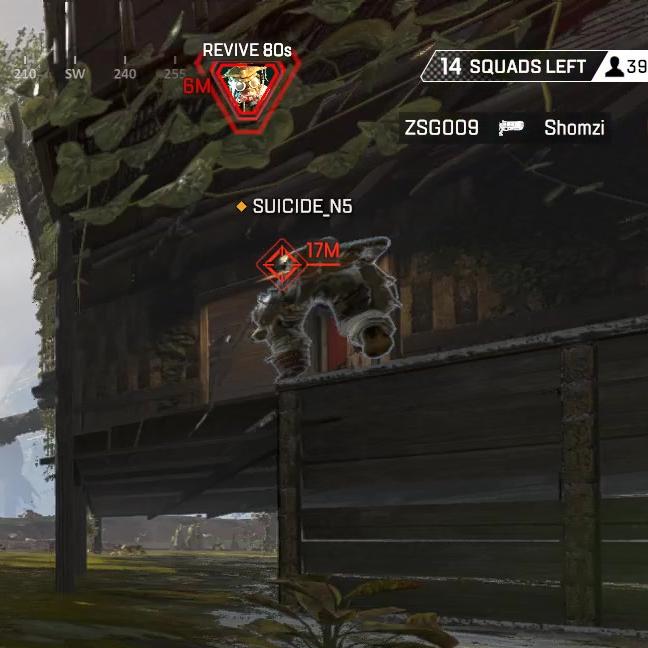 REVIVE 80s
210 SW 240 255
6M
14 SQUADS LEFT 39
ZSG009 Shomzi
SUICIDE_N5
17M